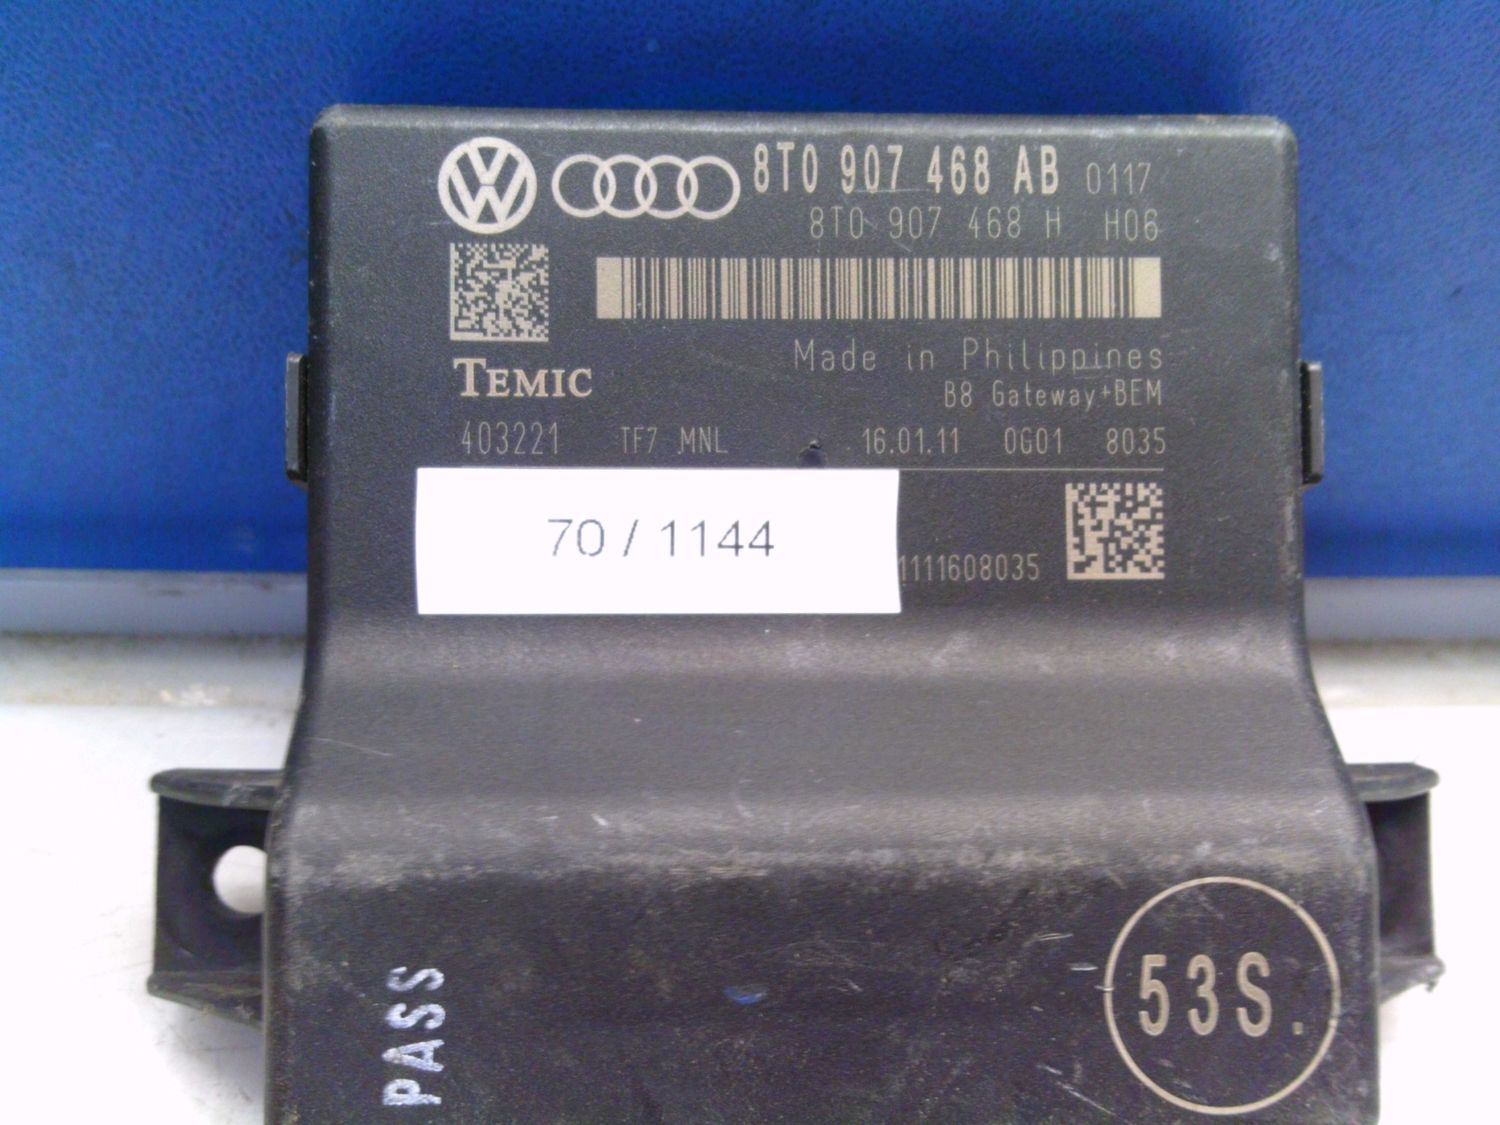 8T0 907 468 AB 0117
8T0 907 468 H H06
TEMIC
Made in Philippines
B8 Gateway+BEM
403221 TF7 MNL 16.01.11 0G01 8035
70 / 1144
1111608035
53S.
PASS